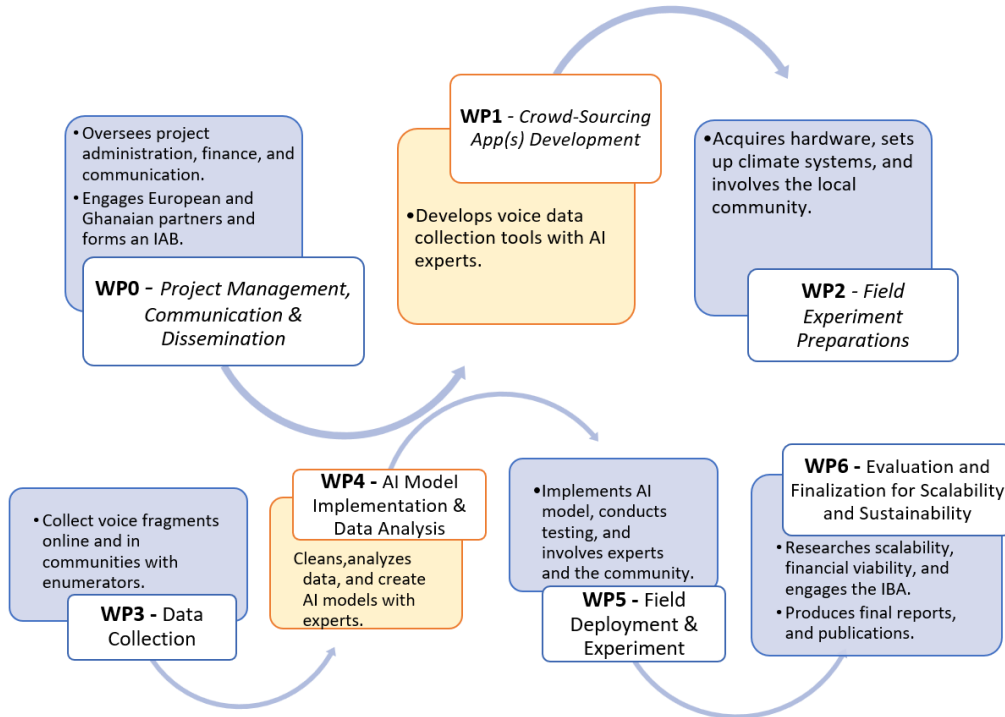 • Oversees project
administration, finance, and
communication.
• Engages European and
Ghanaian partners and
forms an IAB.
WP0 – Project Management,
Communication &
Dissemination
WP1 - Crowd-Sourcing
App(s) Development
•Develops voice data
collection tools with AI
experts.
•Acquires hardware, sets
up climate systems, and
involves the local
community.
WP2 - Field
Experiment
Preparations
• Collect voice fragments
online and in
communities with
enumerators.
WP3 - Data
Collection
WP4 - AI Model
Implementation &
Data Analysis
Cleans,analyzes
data, and create
AI models with
experts.
•Implements AI
model, conducts
testing, and
involves experts
and the community.
WP5 - Field
Deployment &
Experiment
WP6 - Evaluation and
Finalization for Scalability
and Sustainability
• Researches scalability,
financial viability, and
engages the IBA.
• Produces final reports,
and publications.